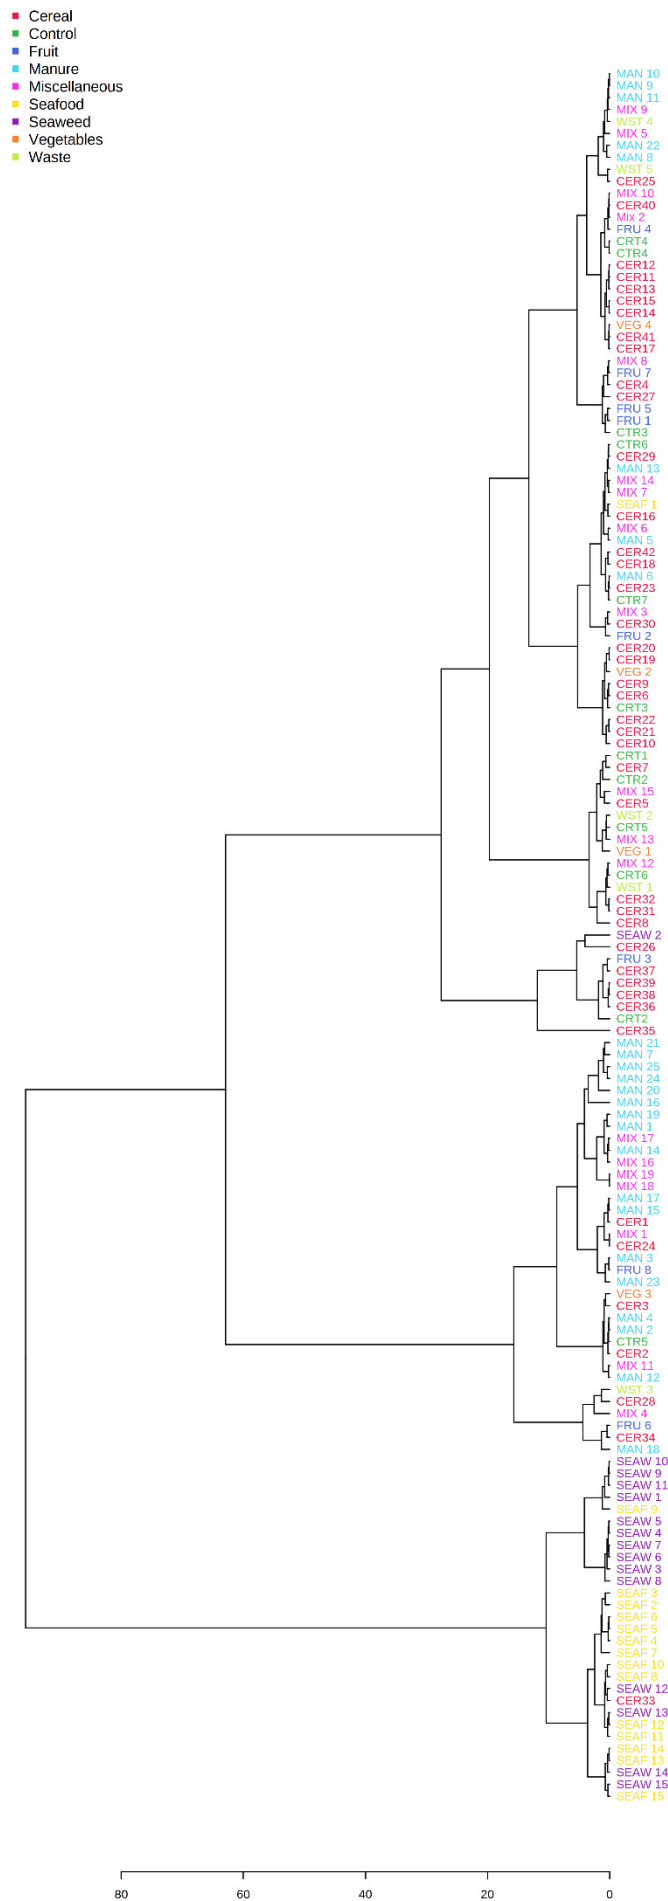 Cereal
Control
Fruit
Manure
Miscellaneous
Seafood
Seaweed
Vegetables
Waste
MAN 10
MAN 9
MAN 11
MIX 9
WST 4
MIX 5
MAN 22
MAN 8
WST 5
CER25
MIX 10
CER40
Mix 2
FRU 4
CRT4
CTR4
CER12
CER11
CER13
CER15
CER14
VEG 4
CER41
CER17
MIX 8
FRU 7
CER4
CER27
FRU 5
FRU 1
CTR3
CTR6
CER29
MAN 13
MIX 14
MIX 7
SEAF 1
CER16
MIX 6
MAN 5
CER42
CER18
MAN 6
CER23
CTR7
MIX 3
CER30
FRU 2
CER20
CER19
VEG 2
CER9
CER6
CRT3
CER22
CER21
CER10
CRT1
CER7
CTR2
MIX 15
CER5
WST 2
CRT5
MIX 13
VEG 1
MIX 12
CRT6
WST 1
CER32
CER31
CER8
SEAW 2
CER26
FRU 3
CER37
CER39
CER38
CER36
CRT2
CER35
MAN 21
MAN 7
MAN 25
MAN 24
MAN 20
MAN 16
MAN 19
MAN 1
MIX 17
MAN 14
MIX 16
MIX 19
MIX 18
MAN 17
MAN 15
CER1
MIX 1
CER24
MAN 3
FRU 8
MAN 23
VEG 3
CER3
MAN 4
MAN 2
CTR5
CER2
MIX 11
MAN 12
WST 3
CER28
MIX 4
FRU 6
CER34
MAN 18
SEAW 10
SEAW 9
SEAW 11
SEAW 1
SEAF 9
SEAW 5
SEAW 4
SEAW 7
SEAW 6
SEAW 3
SEAW 8
SEAF 3
SEAF 2
SEAF 6
SEAF 5
SEAF 4
SEAF 7
SEAF 10
SEAF 8
SEAW 12
CER33
SEAW 13
SEAF 12
SEAF 11
SEAF 14
SEAF 13
SEAW 14
SEAW 15
SEAF 15
80 60 40 20 0